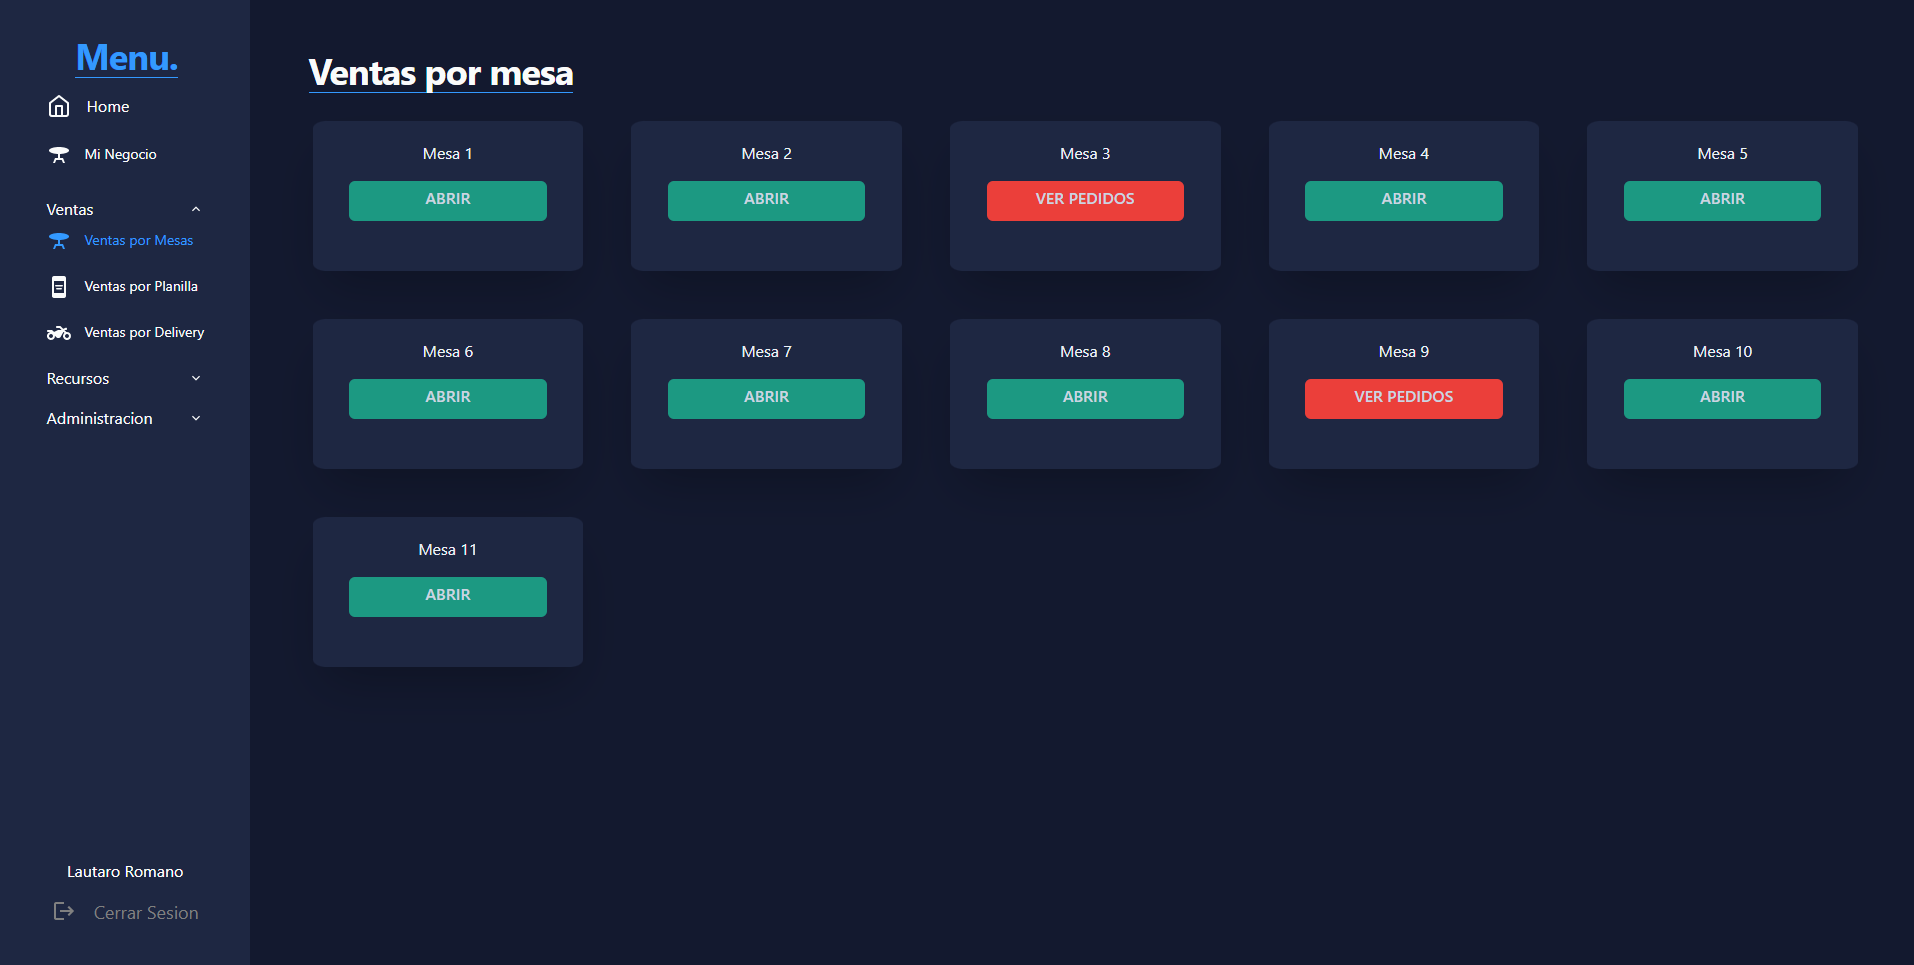 Menu.
Home
Mi Negocio
Ventas
Ventas por Mesas
Ventas por Planilla
Ventas por Delivery
Recursos
Administracion
Lautaro Romano
Cerrar Sesion
Ventas por mesa
Mesa 1
ABRIR
Mesa 2
ABRIR
Mesa 3
VER PEDIDOS
Mesa 4
ABRIR
Mesa 5
ABRIR
Mesa 6
ABRIR
Mesa 7
ABRIR
Mesa 8
ABRIR
Mesa 9
VER PEDIDOS
Mesa 10
ABRIR
Mesa 11
ABRIR